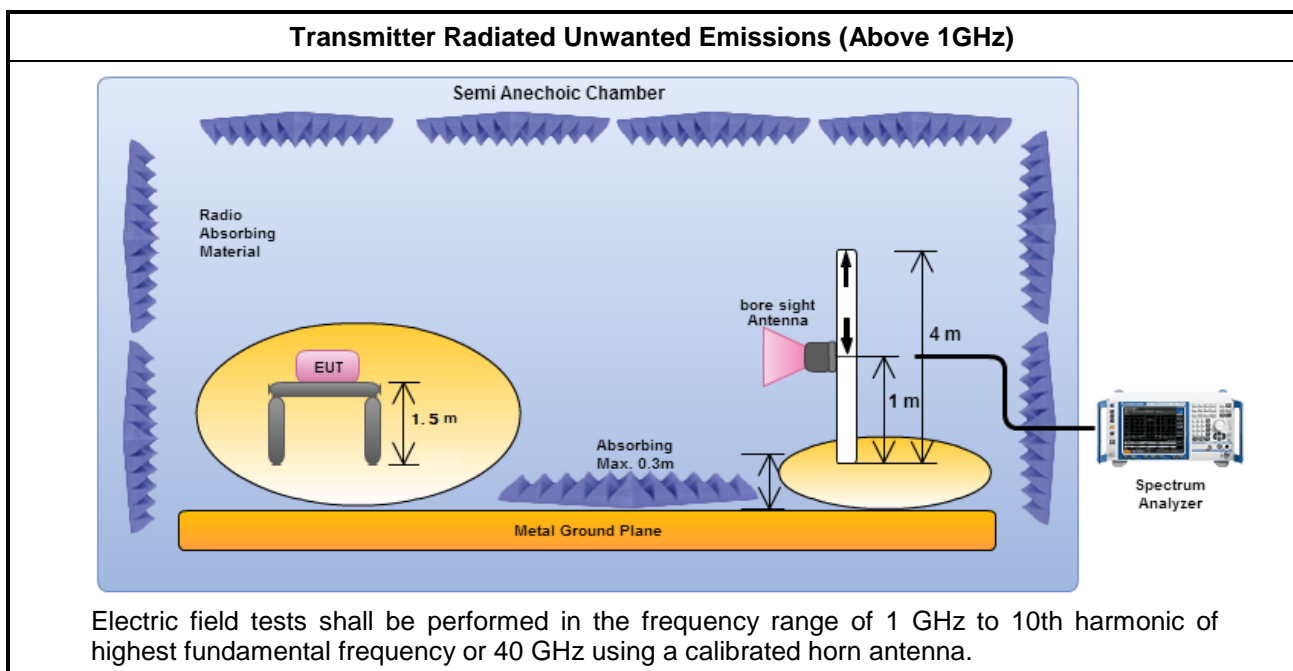 Transmitter Radiated Unwanted Emissions (Above 1GHz)
Semi Anechoic Chamber
Radio
Absorbing
Material
bore sight
Antenna
4 m
EUT
1.5 m
1 m
Absorbing
Max. 0.3m
Spectrum
Analyzer
Metal Ground Plane
Electric field tests shall be performed in the frequency range of 1 GHz to 10th harmonic of
highest fundamental frequency or 40 GHz using a calibrated horn antenna.